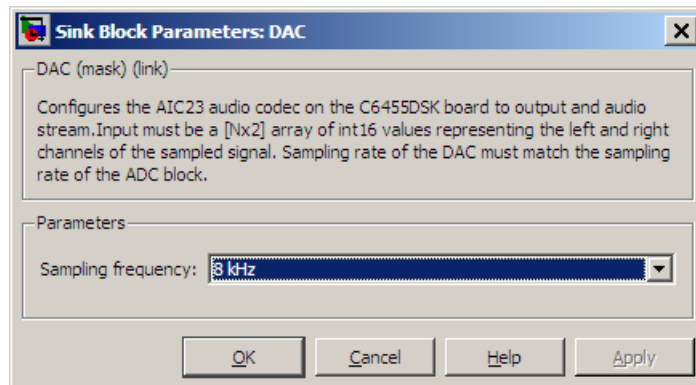 Sink Block Parameters: DAC
DAC (mask) (link)
Configures the AIC23 audio codec on the C6455DSK board to output and audio
stream.Input must be a [Nx2] array of int16 values representing the left and right
channels of the sampled signal. Sampling rate of the DAC must match the sampling
rate of the ADC block.
Parameters
Sampling frequency: 8 kHz
OK Cancel Help Apply